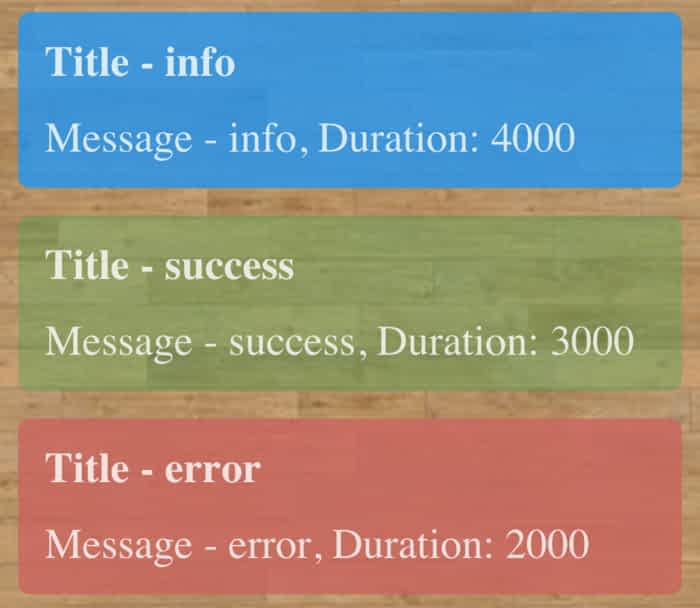 Title - info
Message - info, Duration: 4000
Title - success
Message - success, Duration: 3000
Title - error
Message - error, Duration: 2000